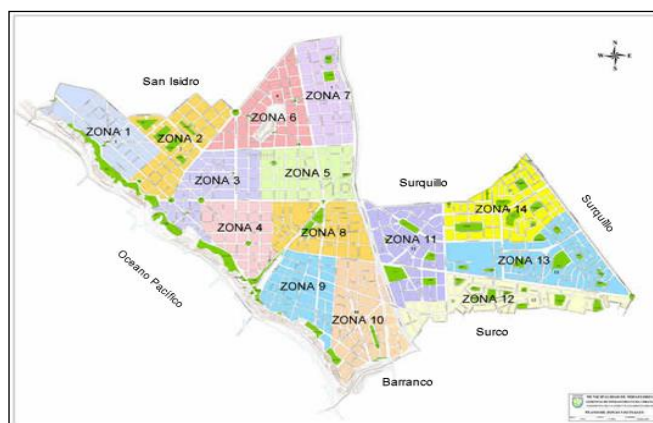 San Isidro
ZONA 7
ZONA 6
ZONA 1
ZONA 2
ZONA 3
ZONA 5
Surquillo
Surquillo
ZONA 14
ZONA 4
ZONA 8
ZONA 11
Oceano Pacífico
ZONA 13
ZONA 9
ZONA 12
ZONA 10
Surco
Barranco
N
W E
S